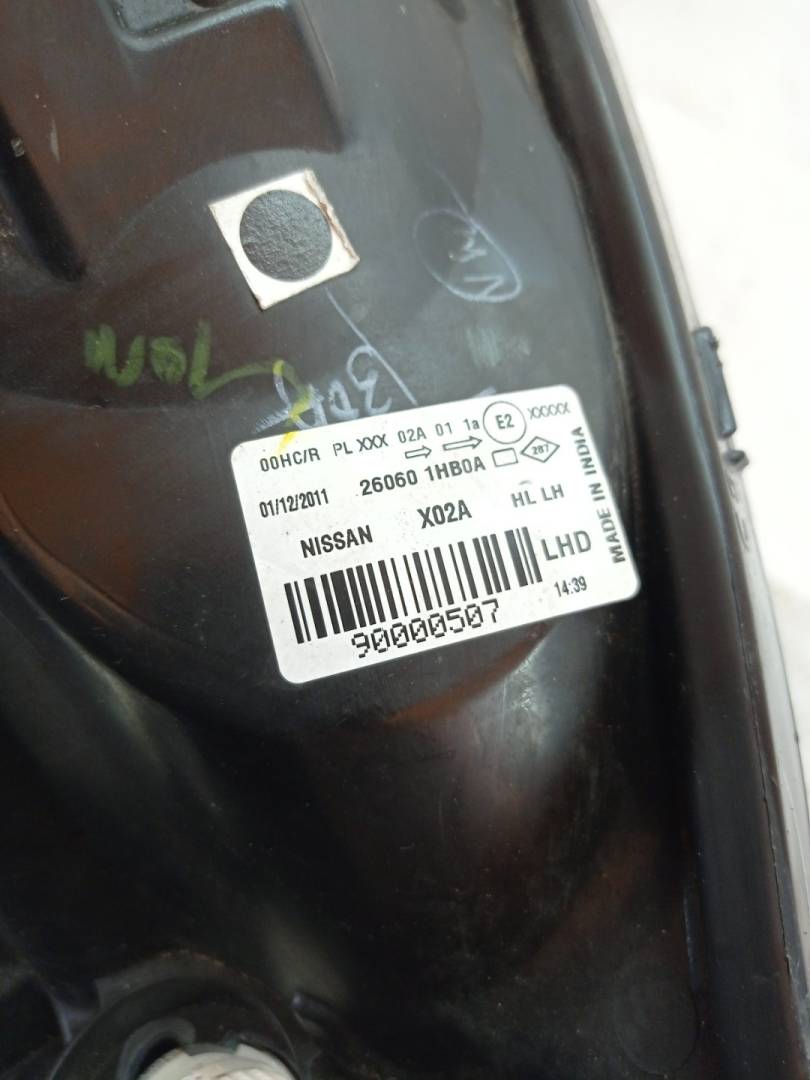 00HC/R PL XXX 02A 01 1a E2 XXXXX
01/12/2011 26060 1HB0A 287
NISSAN X02A HL LH
LHD
MADE IN INDIA
14:39
90000507